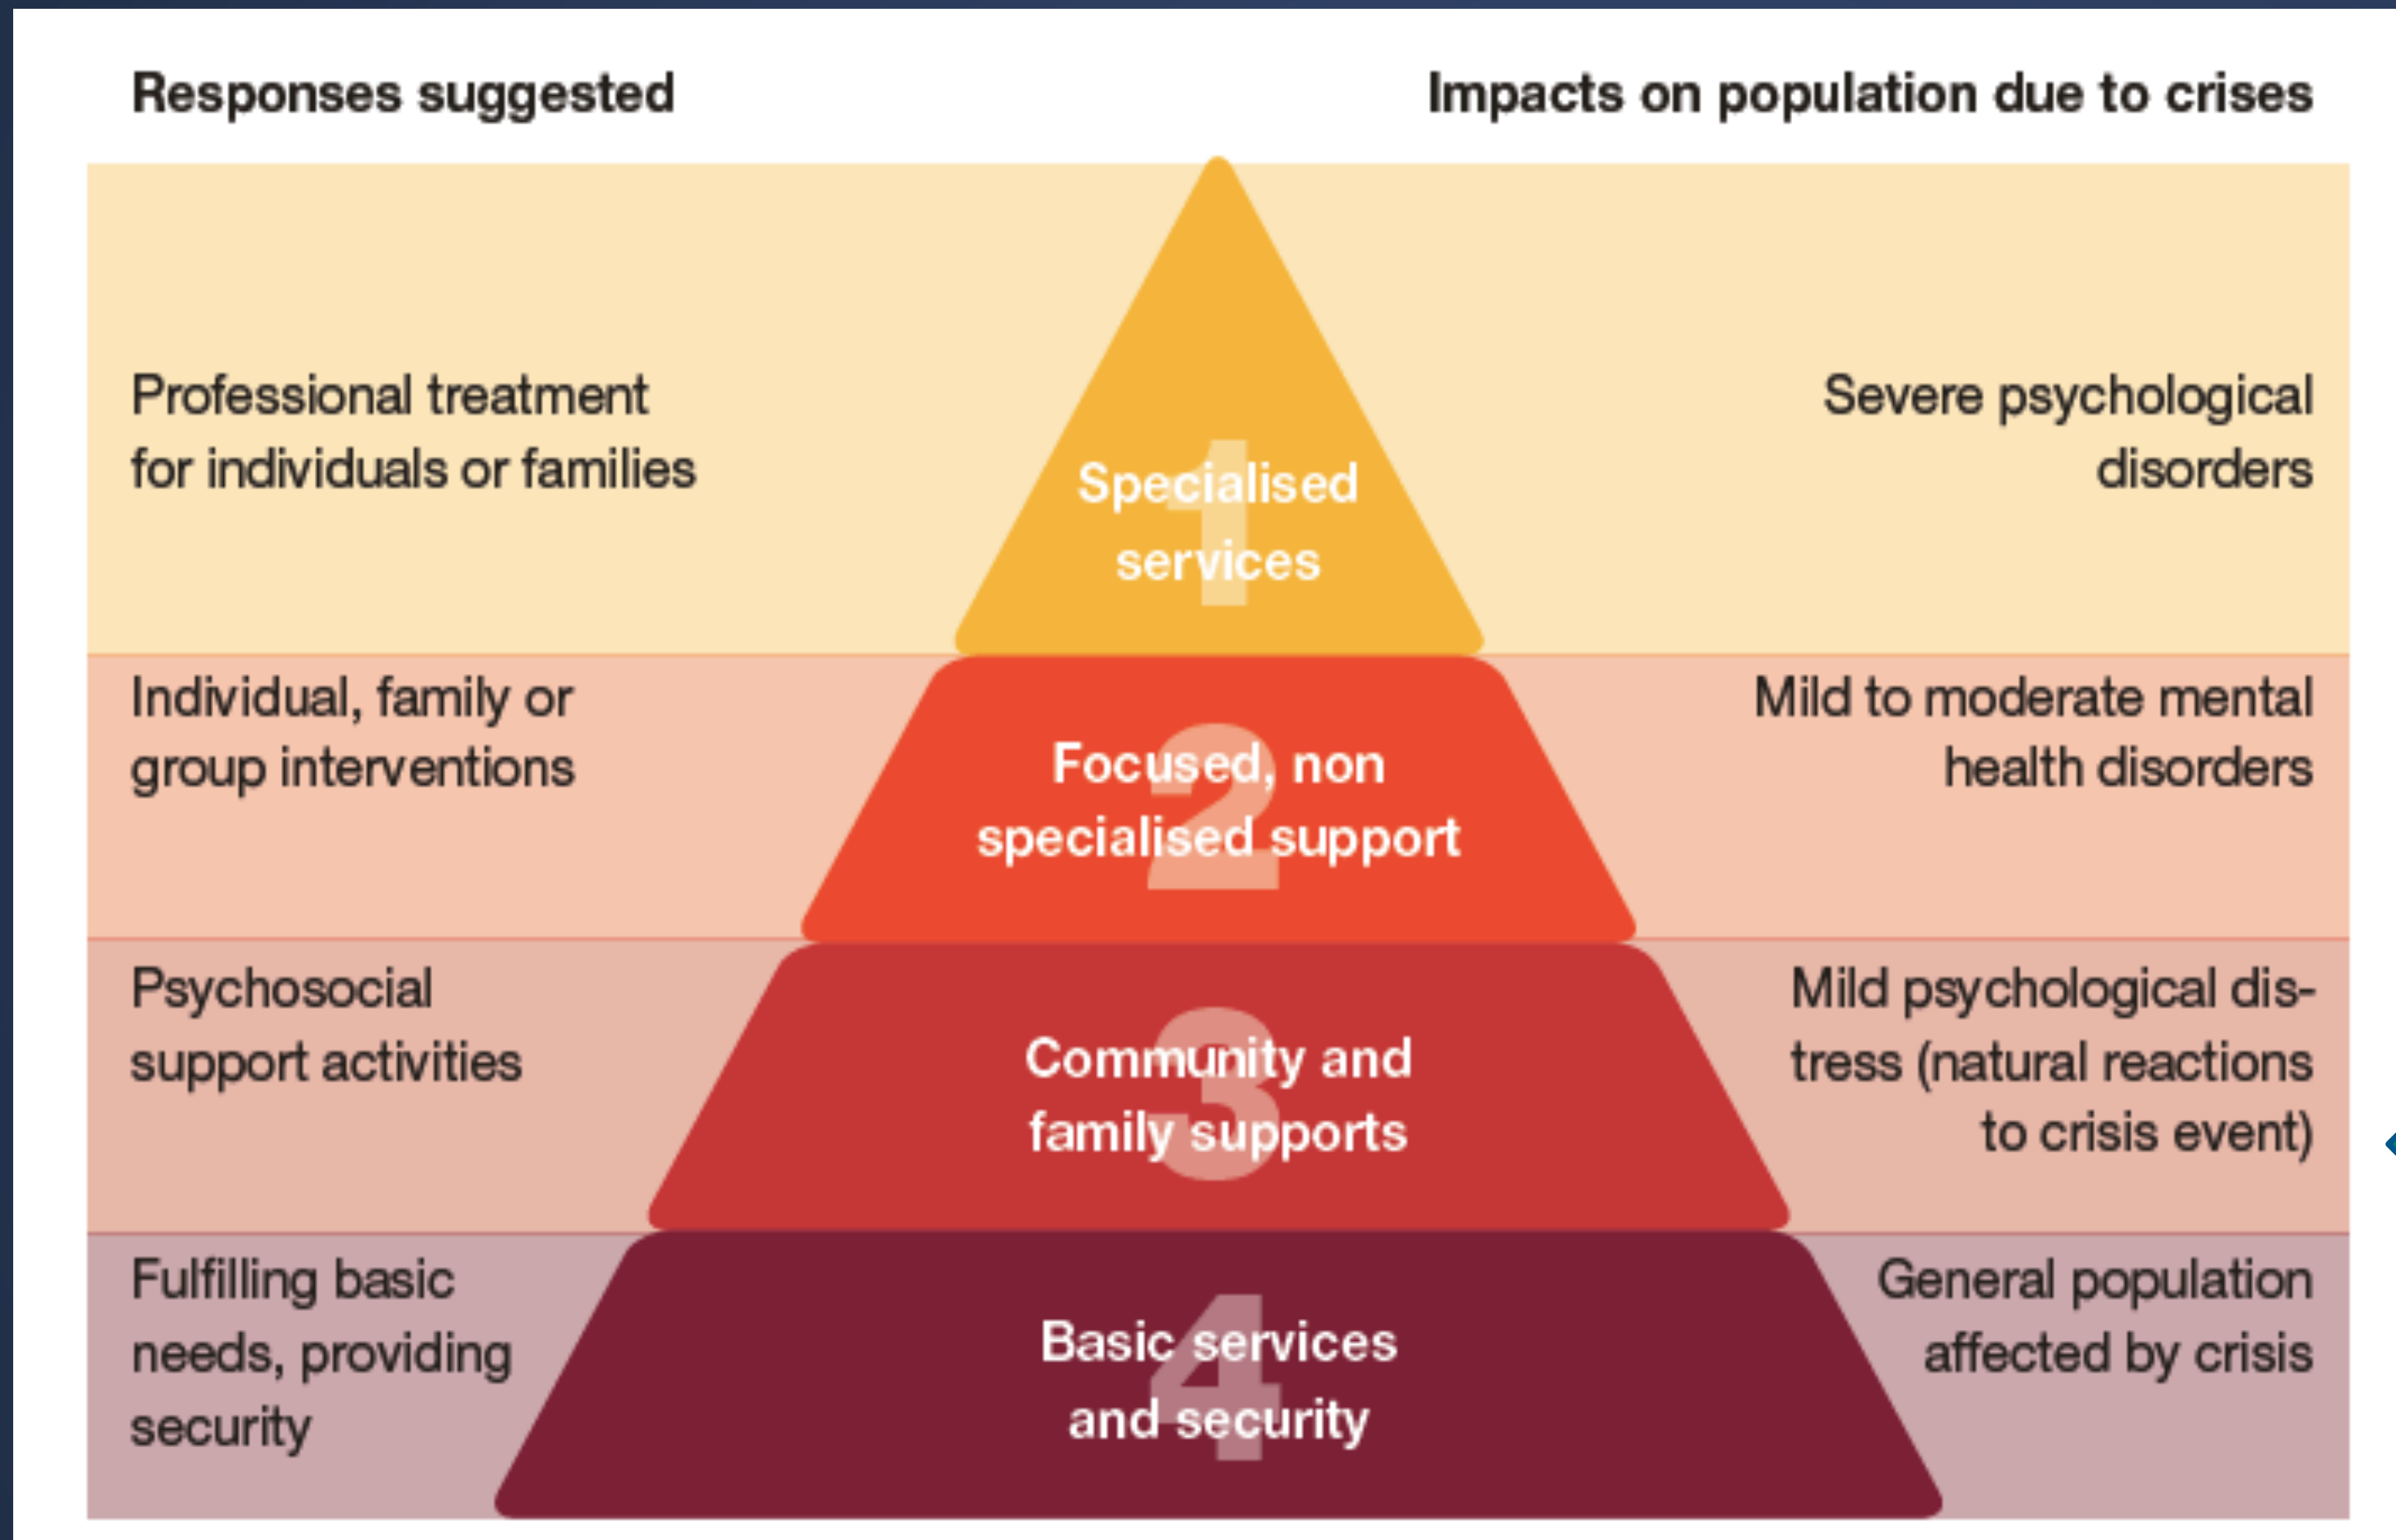 Responses suggested
Impacts on population due to crises
Professional treatment
for individuals or families
1
Specialised
services
Severe psychological
disorders
Individual, family or
group interventions
2
Focused, non
specialised support
Mild to moderate mental
health disorders
Psychosocial
support activities
3
Community and
family supports
Mild psychological dis-
tress (natural reactions
to crisis event)
Fulfilling basic
needs, providing
security
4
Basic services
and security
General population
affected by crisis